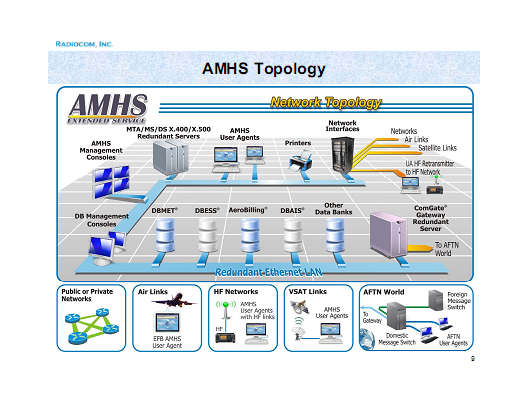 RADIOCOM, INC.
AMHS Topology
AMHS
EXTENDED SERVICE
Network Topology
MTA/MS/DS X.400/X.500
Redundant Servers
AMHS
User Agents
Printers
Network
Interfaces
Networks
Air Links
Satellite Links
AMHS
Management
Consoles
UA HF Retransmitter
to HF Network
DB Management
Consoles
DBMET®
DBESS®
AeroBilling®
DBAIS®
Other
Data Banks
ComGate®
Gateway
Redundant
Server
To AFTN
World
Redundant Ethernet LAN
Public or Private
Networks
Air Links
EFB AMHS
User Agent
HF Networks
AMHS
User Agents
with HF links
HF
VSAT Links
AMHS
User Agents
AFTN World
Foreign
Message
Switch
To
Gateway
Domestic
Message Switch
AFTN
User Agents
9